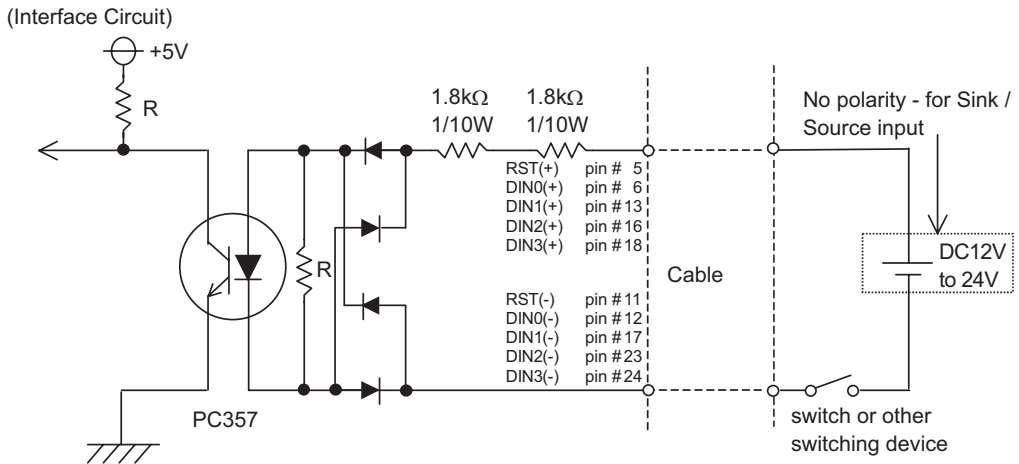 (Interface Circuit)
+5V
R
1.8kΩ
1/10W
1.8kΩ
1/10W
No polarity - for Sink /
Source input
RST(+) pin # 5
DIN0(+) pin # 6
DIN1(+) pin #13
DIN2(+) pin #16
DIN3(+) pin #18
R
Cable
DC12V
to 24V
RST(-) pin #11
DIN0(-) pin #12
DIN1(-) pin #17
DIN2(-) pin #23
DIN3(-) pin #24
PC357
switch or other
switching device